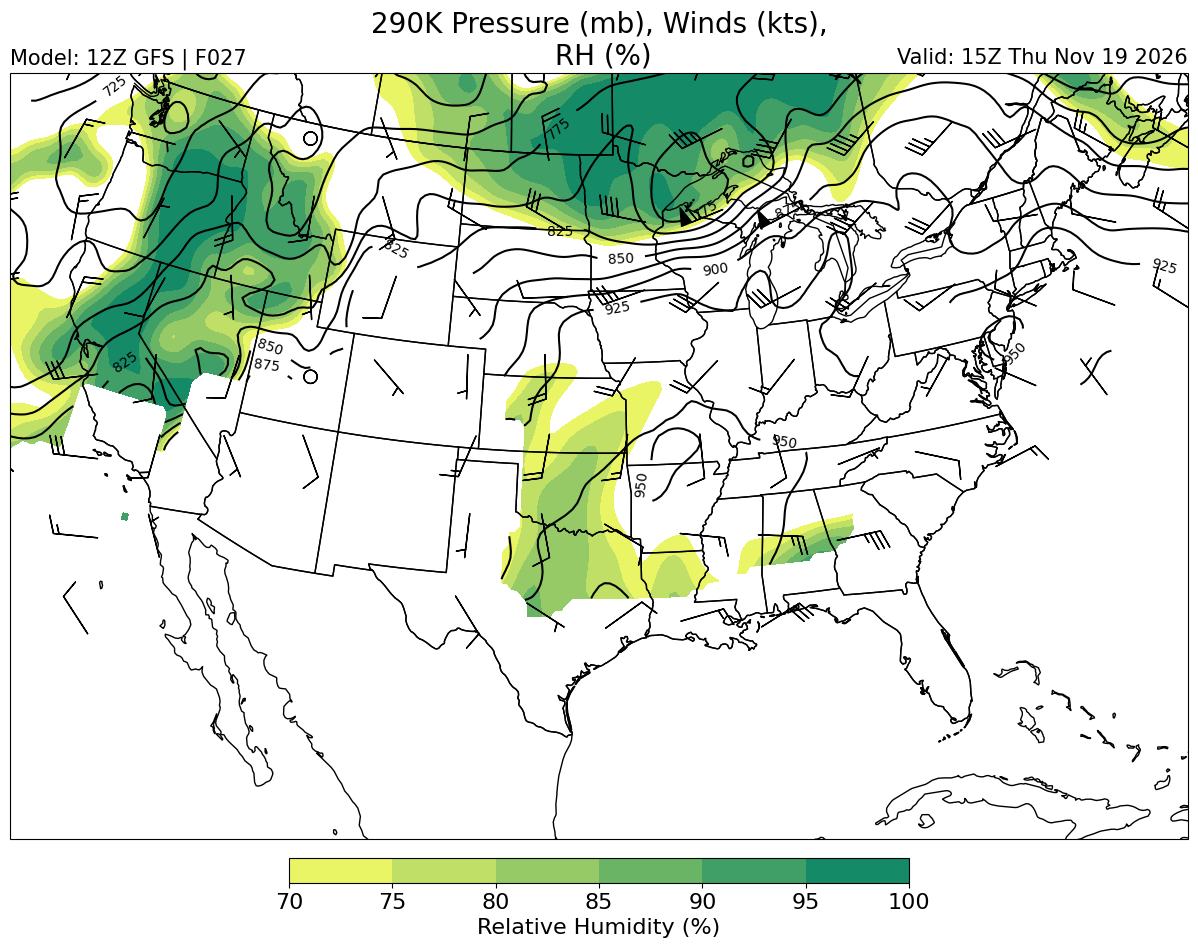 290K Pressure (mb), Winds (kts),
RH (%)
Model: 12Z GFS | F027
Valid: 15Z Thu Nov 19 2026
725
775
775
875
825
825
850
900
925
925
850
875
825
950
950
950
70 75 80 85 90 95 100
Relative Humidity (%)